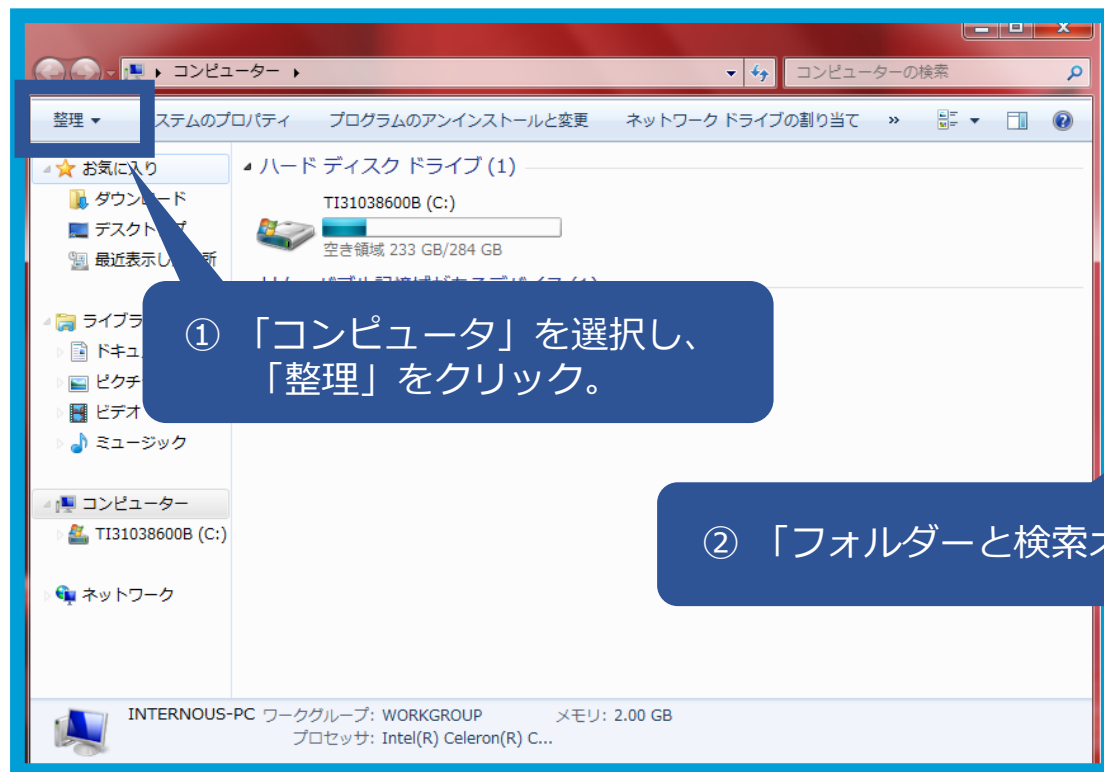 コンピューター
コンピューターの検索
整理
ステムのプロパティ
プログラムのアンインストールと変更
ネットワーク ドライブの割り当て
»
お気に入り
ダウンロード
デスクトップ
最近表示し
所
ハード ディスク ドライブ (1)
TI31038600B (C:)
空き領域 233 GB/284 GB
① 「コンピュータ」を選択し、
「整理」をクリック。
ライブラ
ドキュ
ピクチ
ビデオ
ミュージック
コンピューター
TI31038600B (C:)
ネットワーク
② 「フォルダーと検索
INTERNOUS-PC ワークグループ: WORKGROUP メモリ: 2.00 GB
プロセッサ: Intel(R) Celeron(R) C...